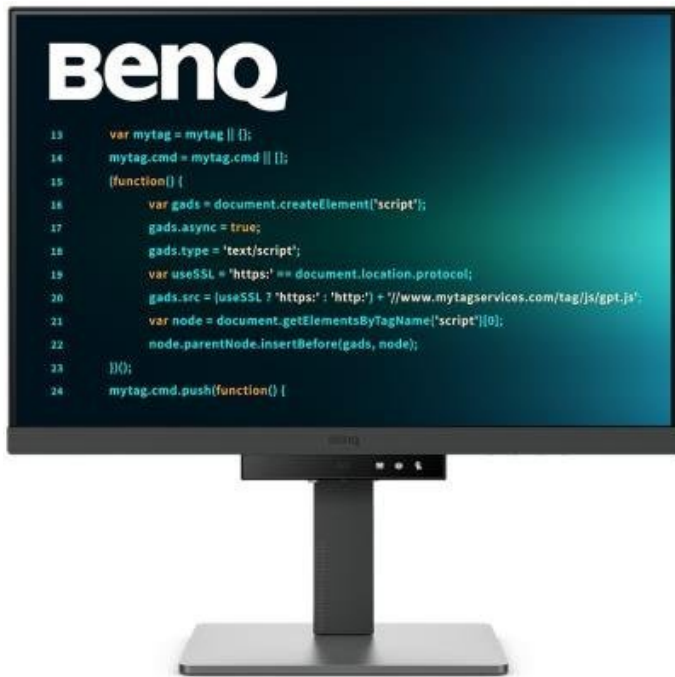 BenQ
13 var mytag = mytag || {};
14 mytag.cmd = mytag.cmd || [];
15 (function() {
16 var gads = document.createElement("script");
17 gads.async = true;
18 gads.type = 'text/script';
19 var useSSL = 'https:' == document.location.protocol;
20 gads.src = (useSSL ? 'https:' : 'http:') + '//www.mytagservices.com/tag/js/gpt.js';
21 var node = document.getElementsByTagName("script")[0];
22 node.parentNode.insertBefore(gads, node);
23 })();
24 mytag.cmd.push(function() {
BenQ